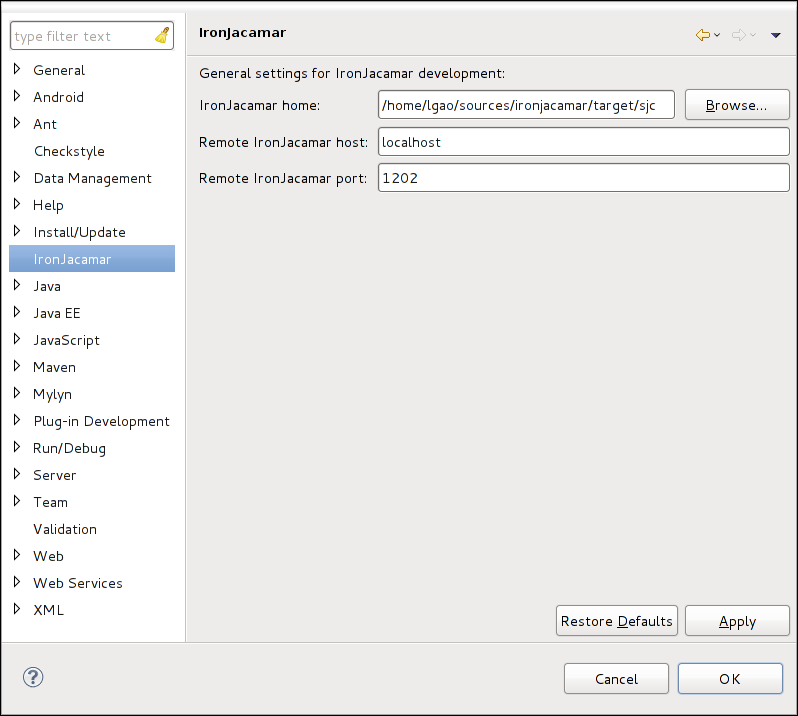 type filter text
General
Android
Ant
Checkstyle
Data Management
Help
Install/Update
IronJacamar
Java
Java EE
JavaScript
Maven
Mylyn
Plug-in Development
Run/Debug
Server
Team
Validation
Web
Web Services
XML
IronJacamar
General settings for IronJacamar development:
IronJacamar home: /home/lgao/sources/ironjacamar/target/sjc Browse...
Remote IronJacamar host: localhost
Remote IronJacamar port: 1202
Restore Defaults Apply
? Cancel OK